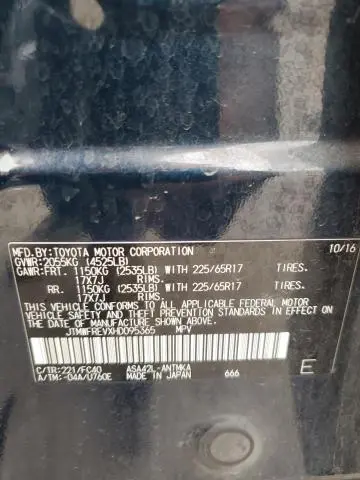 MFD.BY:TOYOTA MOTOR CORPORATION 10/16
GVWR:2055KG (4525LB)
GAWR:FRT. 1150KG (2535LB) WITH 225/65R17 TIRES.
17X7J RIMS.
RR. 1150KG (2535LB) WITH 225/65R17 TIRES.
17X7J RIMS.
THIS VEHICLE CONFORMS TO ALL APPLICABLE FEDERAL MOTOR
VEHICLE SAFETY AND THEFT PREVENTION STANDARDS IN
EFFECT ON THE DATE OF MANUFACTURE SHOWN ABOVE.
JTMWFREVXHD095365 MPV
C/TR:221/FC40 ASA42L-ANTMKA E
A/TM:-04A/U760E MADE IN JAPAN 666